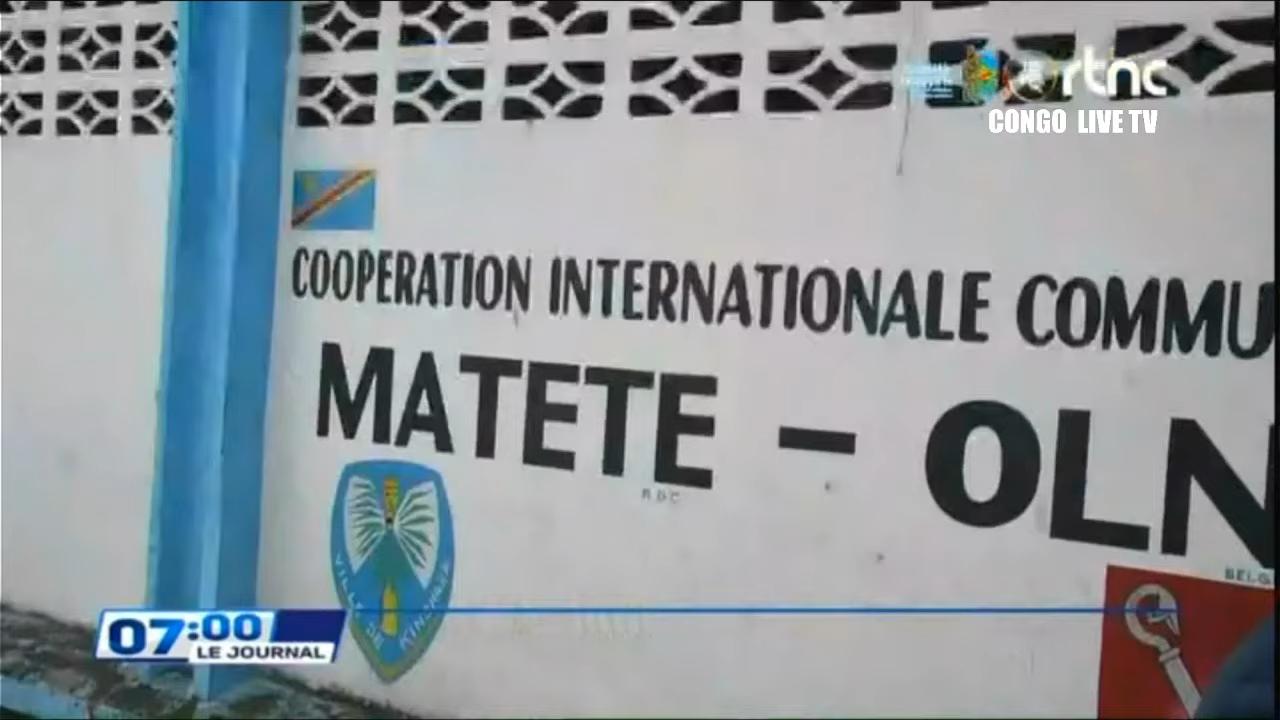 rtnc
CONGO LIVE TV
COOPERATION INTERNATIONALE COMMU
MATETE - OLN
R D C
BELG
VILLE DE KINSHASA
07:00
LE JOURNAL